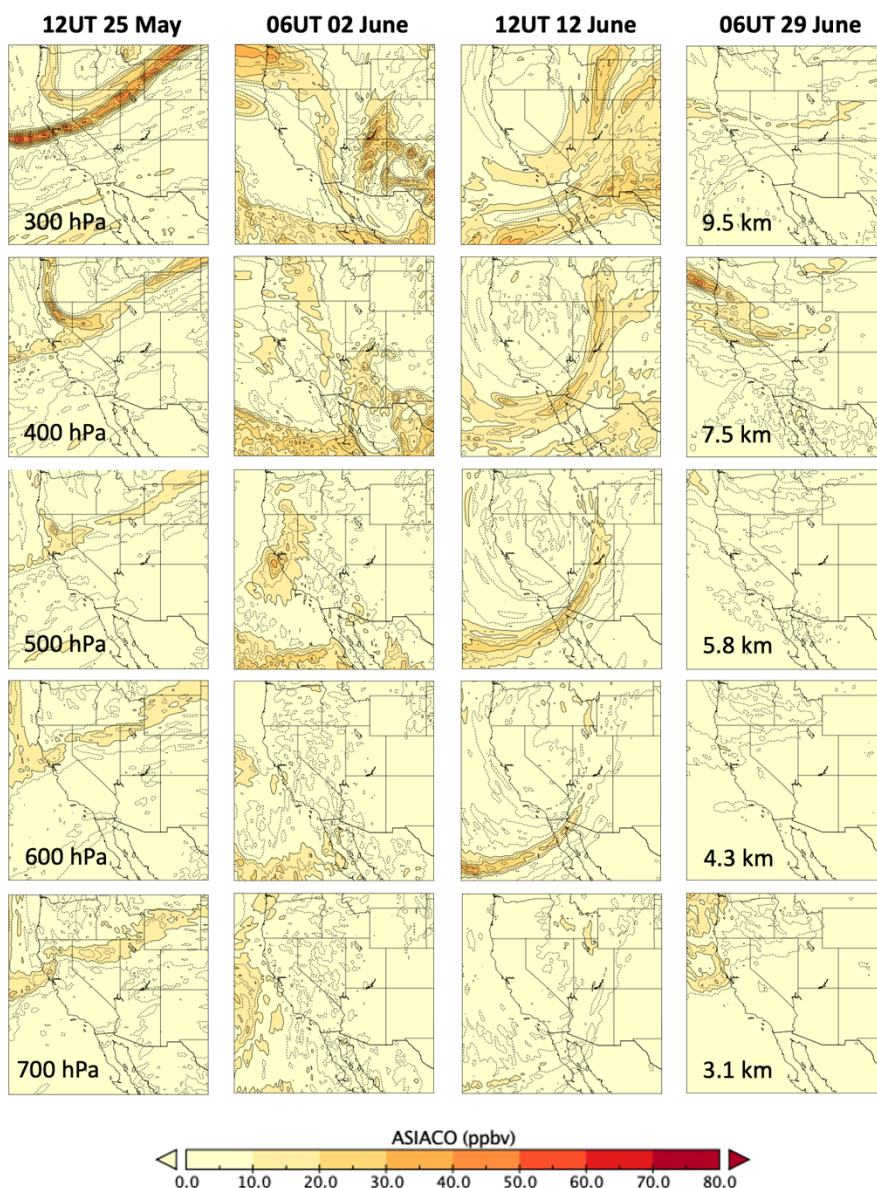 12UT 25 May 06UT 02 June 12UT 12 June 06UT 29 June
300 hPa 9.5 km
400 hPa 7.5 km
500 hPa 5.8 km
600 hPa 4.3 km
700 hPa 3.1 km
ASIACO (ppbv)
0.0 10.0 20.0 30.0 40.0 50.0 60.0 70.0 80.0